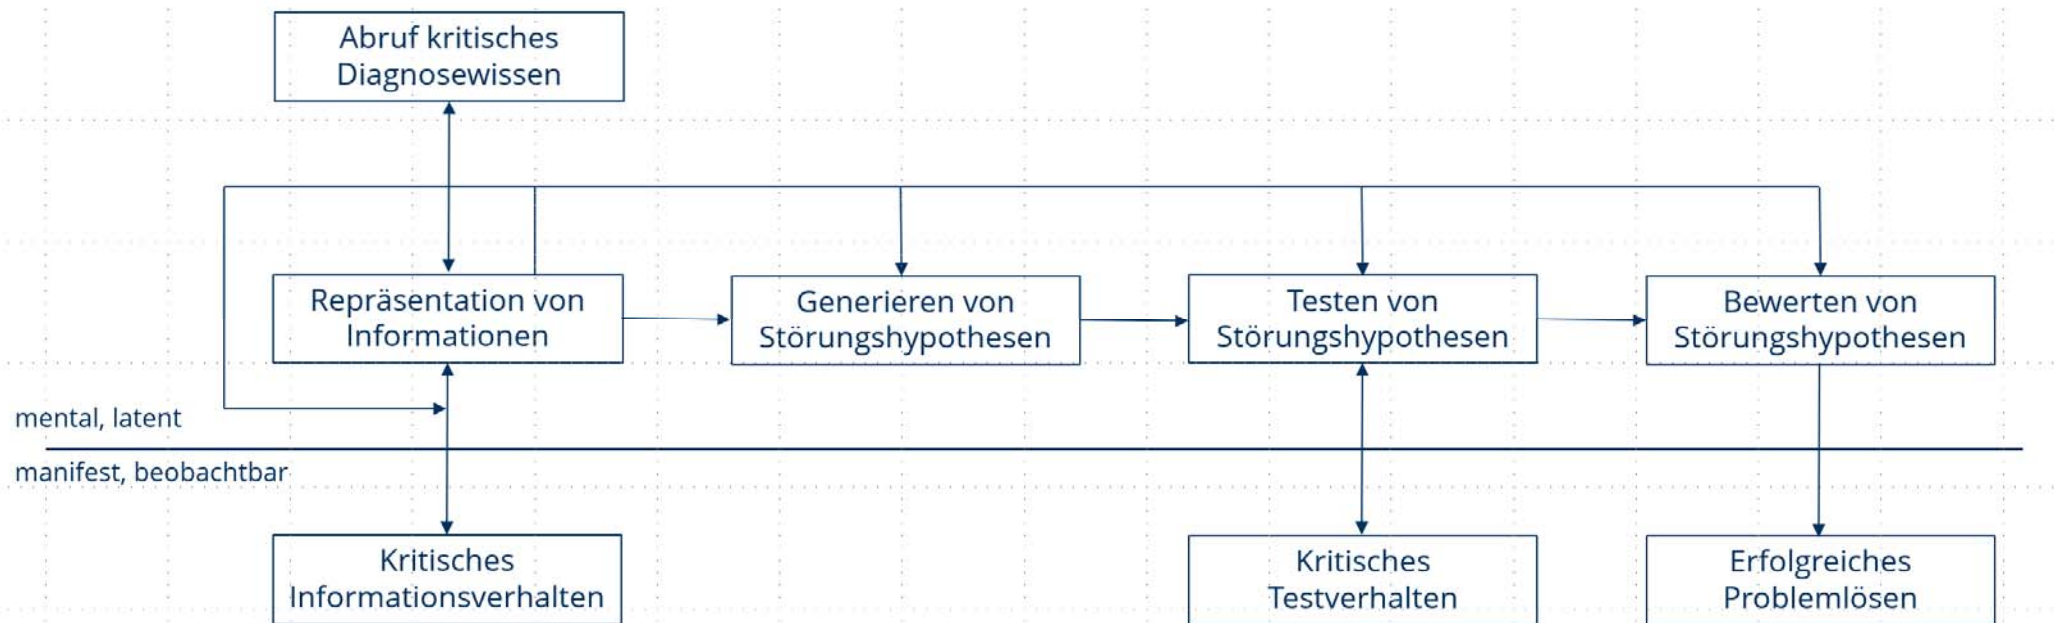 Abruf kritisches
Diagnosewissen
Repräsentation von
Informationen
Generieren von
Störungshypothesen
Testen von
Störungshypothesen
Bewerten von
Störungshypothesen
mental, latent
manifest, beobachtbar
Kritisches
Informationsverhalten
Kritisches
Testverhalten
Erfolgreiches
Problemlösen